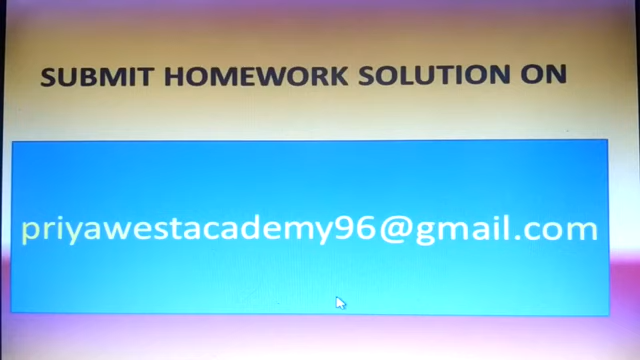 SUBMIT HOMEWORK SOLUTION ON
priyawestacademy96@gmail.com